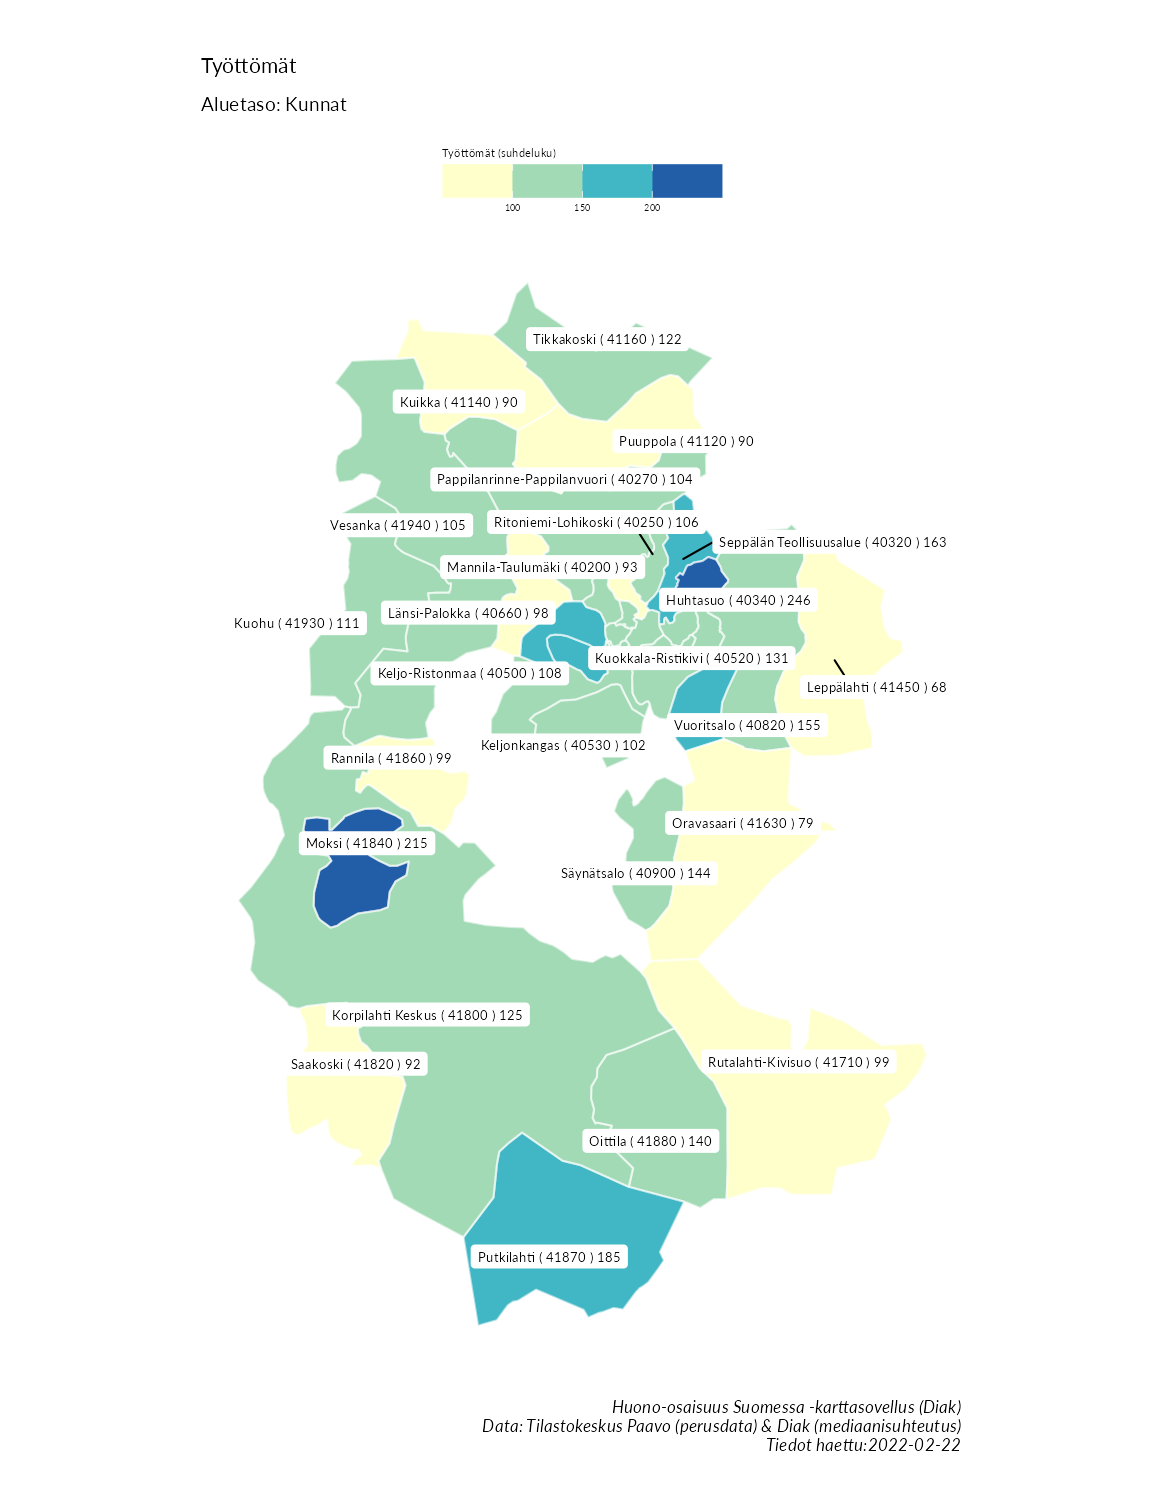 Työttömät
Aluetaso: Kunnat
Työttömät (suhdeluku)
100 150 200
Tikkakoski ( 41160 ) 122
Kuikka ( 41140 ) 90
Puuppola ( 41120 ) 90
Pappilanrinne-Pappilanvuori ( 40270 ) 104
Vesanka ( 41940 ) 105
Ritoniemi-Lohikoski ( 40250 ) 106
Seppälän Teollisuusalue ( 40320 ) 163
Mannila-Taulumäki ( 40200 ) 93
Huhtasuo ( 40340 ) 246
Länsi-Palokka ( 40660 ) 98
Kuohu ( 41930 ) 111
Kuokkala-Ristikivi ( 40520 ) 131
Keljo-Ristonmaa ( 40500 ) 108
Leppälahti ( 41450 ) 68
Vuoritsalo ( 40820 ) 155
Keljonkangas ( 40530 ) 102
Rannila ( 41860 ) 99
Oravasaari ( 41630 ) 79
Moksi ( 41840 ) 215
Säynätsalo ( 40900 ) 144
Korpilahti Keskus ( 41800 ) 125
Saakoski ( 41820 ) 92
Rutalahti-Kivisuo ( 41710 ) 99
Oittila ( 41880 ) 140
Putkilahti ( 41870 ) 185
Huono-osaisuus Suomessa -karttasovellus (Diak)
Data: Tilastokeskus Paavo (perusdata) & Diak (mediaanisuhteutus)
Tiedot haettu:2022-02-22